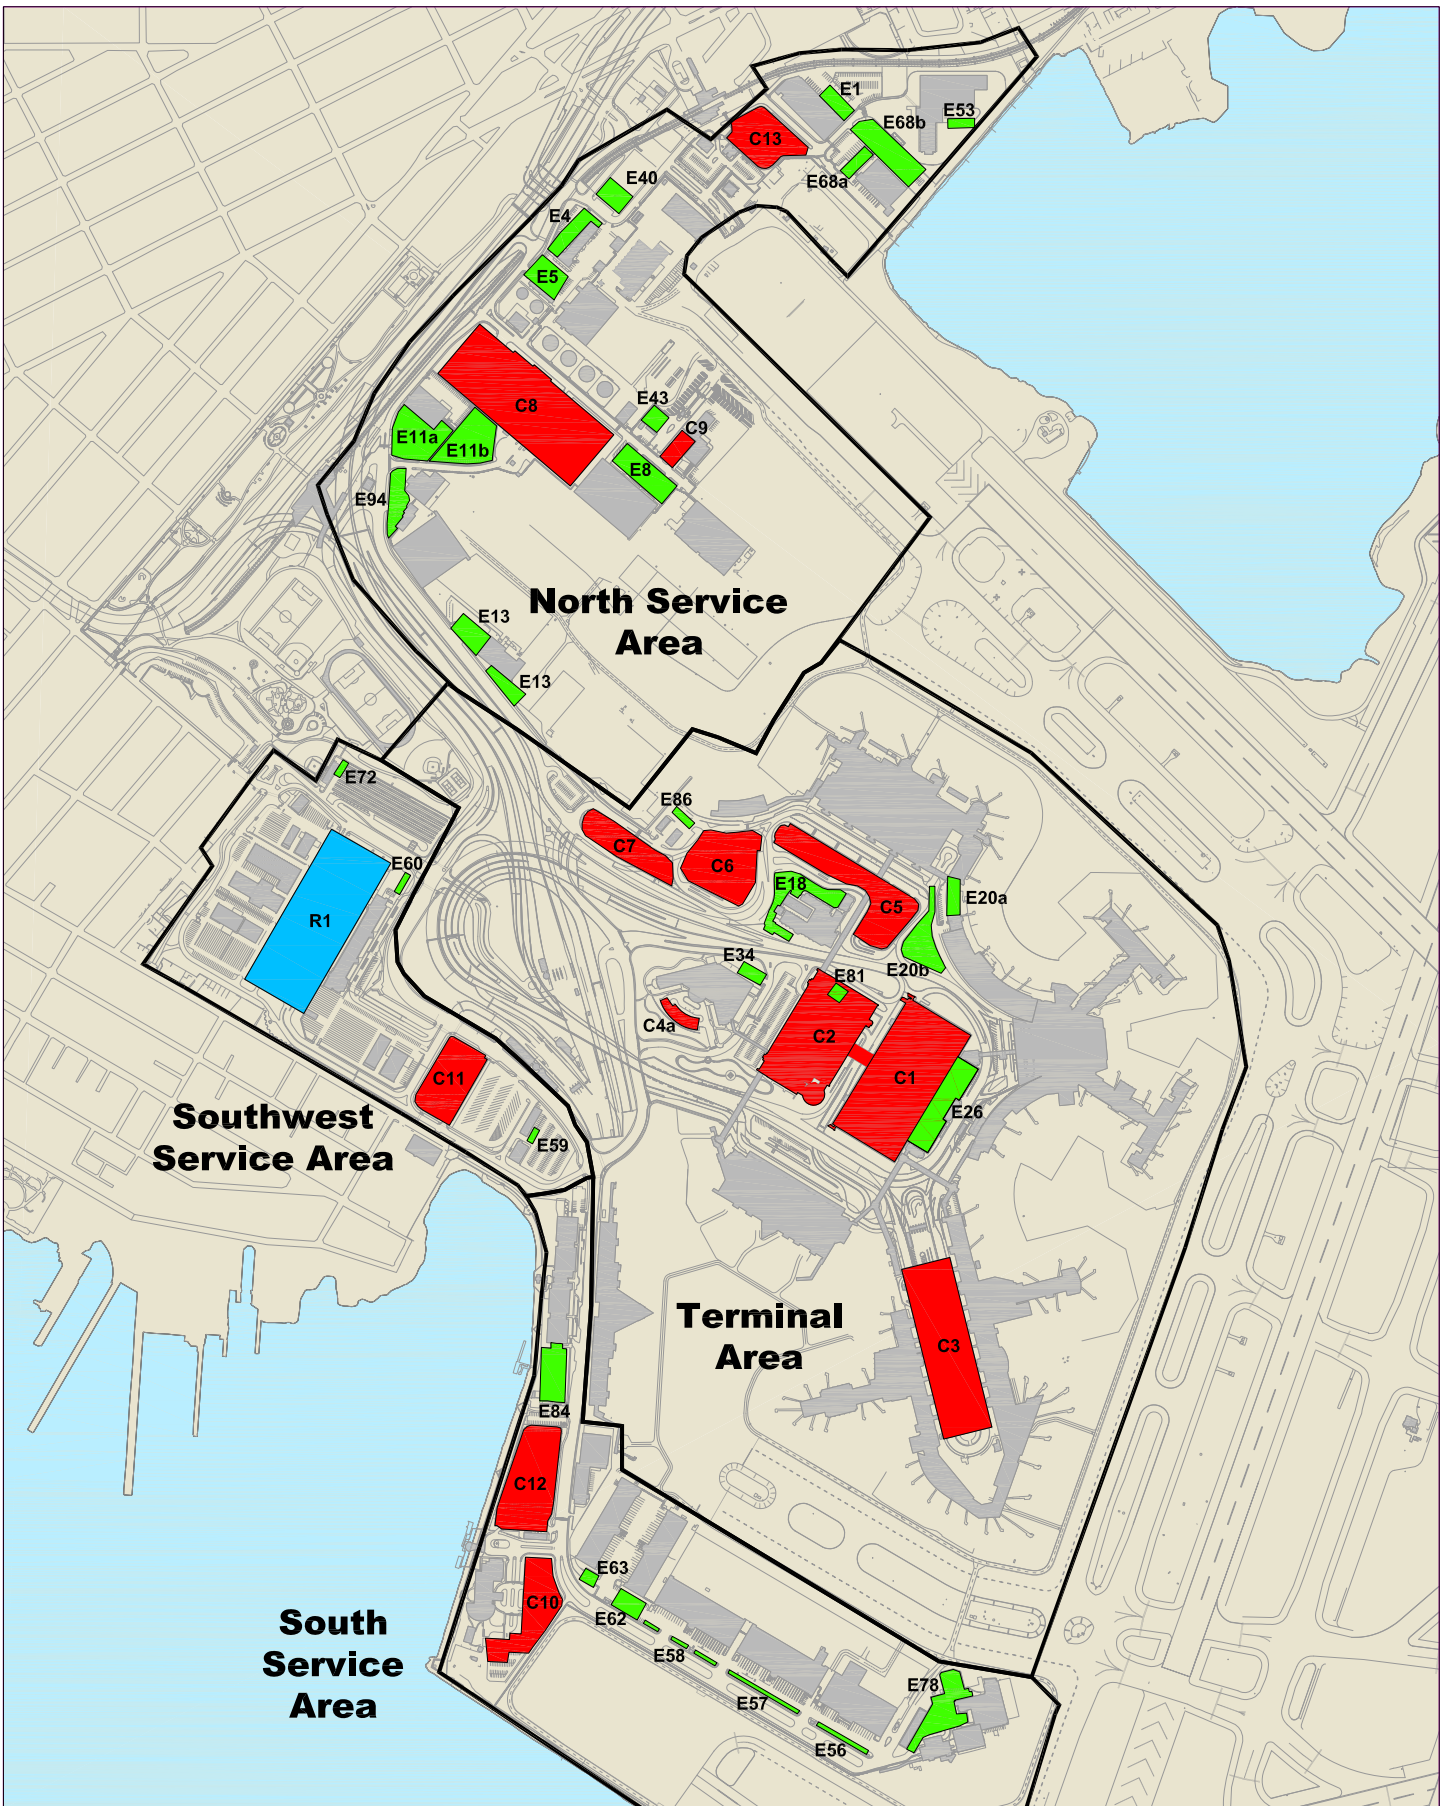 E1
E53
E68b
C13
E68a
E40
E4
E5
C8
E43
C9
E11a
E11b
E8
E94
North Service
Area
E13
E13
E72
E86
C7
C6
E60
E18
C5
E20a
R1
E34
E20b
E81
C4a
C2
C1
C11
E26
Southwest
Service Area
E59
Terminal
Area
C3
E84
C12
E63
C10
E62
South
Service
Area
E58
E78
E57
E56